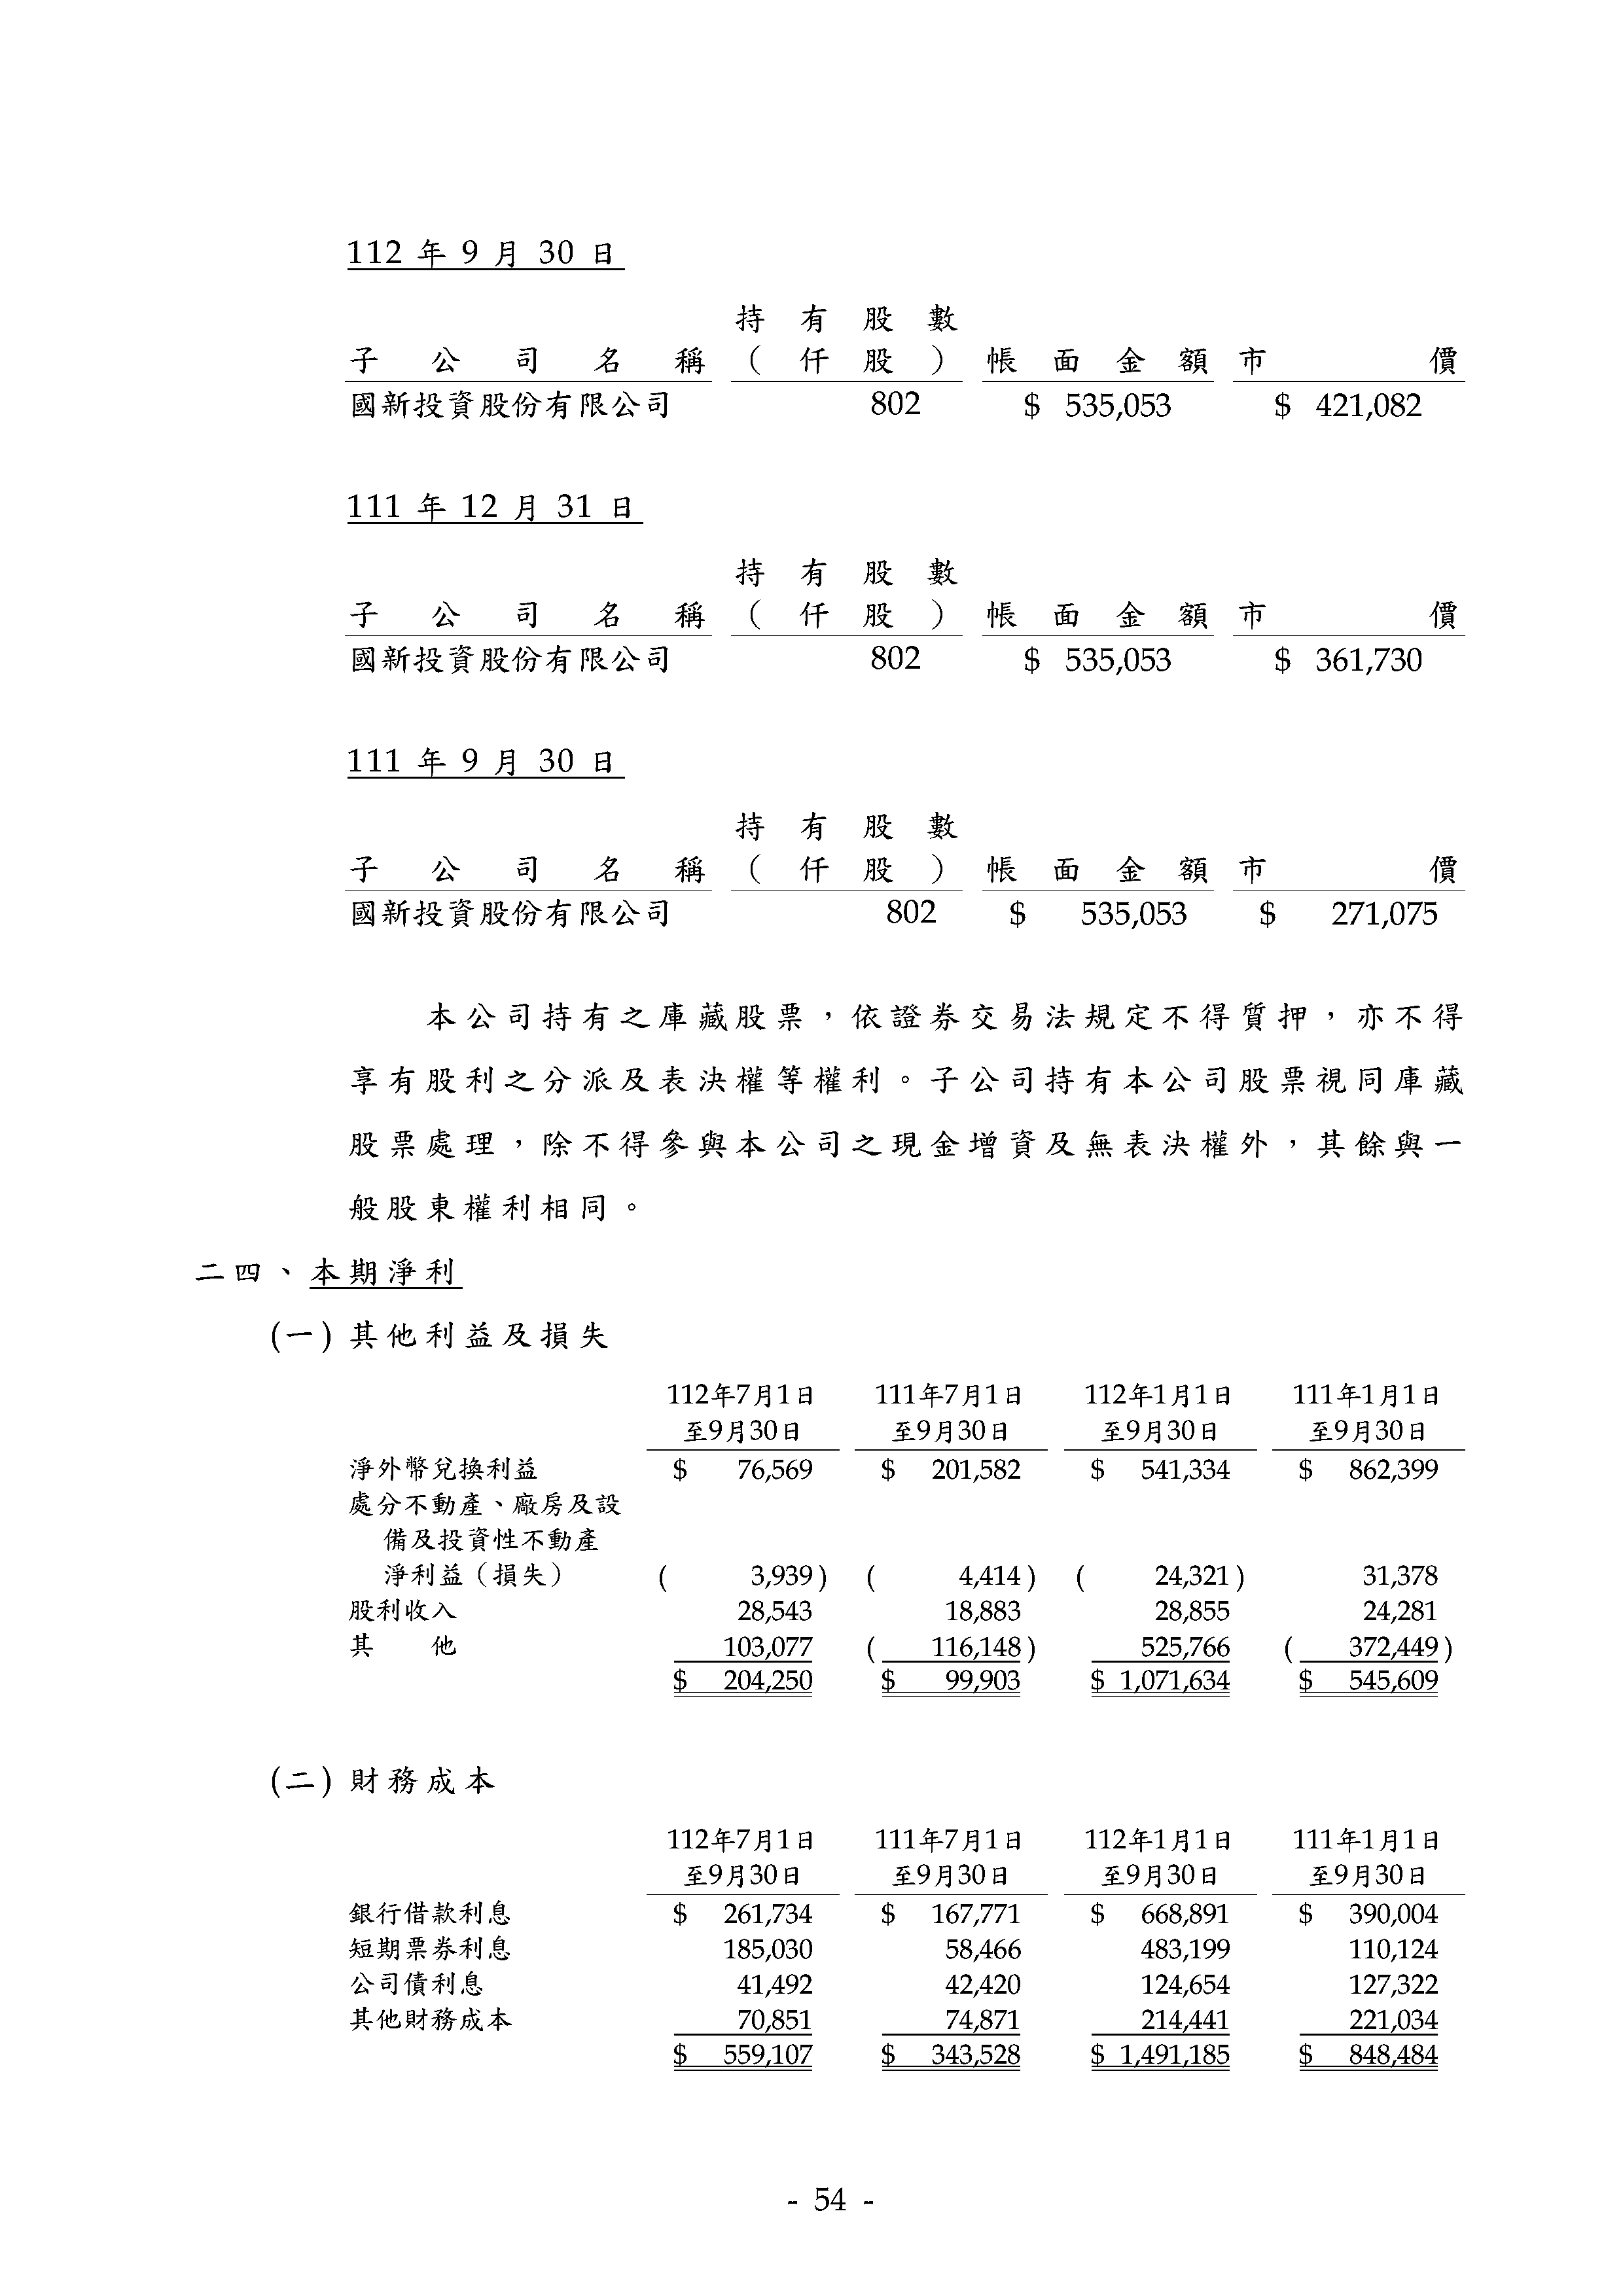 112 年 9 月 30 日
持有股數
子公司名稱 (仟股) 帳面金額 市價
國新投資股份有限公司 802 $ 535,053 $ 421,082
111 年 12 月 31 日
持有股數
子公司名稱 (仟股) 帳面金額 市價
國新投資股份有限公司 802 $ 535,053 $ 361,730
111 年 9 月 30 日
持有股數
子公司名稱 (仟股) 帳面金額 市價
國新投資股份有限公司 802 $ 535,053 $ 271,075
本公司持有之庫藏股票，依證券交易法規定不得質押，亦不得
享有股利之分派及表決權等權利。子公司持有本公司股票視同庫藏
股票處理，除不得參與本公司之現金增資及無表決權外，其餘與一
般股東權利相同。
二四、本期淨利
(一) 其他利益及損失
112年7月1日 111年7月1日 112年1月1日 111年1月1日
至9月30日 至9月30日 至9月30日 至9月30日
淨外幣兌換利益 $ 76,569 $ 201,582 $ 541,334 $ 862,399
處分不動產、廠房及設
備及投資性不動產
淨利益（損失） ( 3,939) ( 4,414) ( 24,321) 31,378
股利收入 28,543 18,883 28,855 24,281
其他 103,077 ( 116,148) 525,766 ( 372,449)
$ 204,250 $ 99,903 $ 1,071,634 $ 545,609
(二) 財務成本
112年7月1日 111年7月1日 112年1月1日 111年1月1日
至9月30日 至9月30日 至9月30日 至9月30日
銀行借款利息 $ 261,734 $ 167,771 $ 668,891 $ 390,004
短期票券利息 185,030 58,466 483,199 110,124
公司債利息 41,492 42,420 124,654 127,322
其他財務成本 70,851 74,871 214,441 221,034
$ 559,107 $ 343,528 $ 1,491,185 $ 848,484
- 54 -